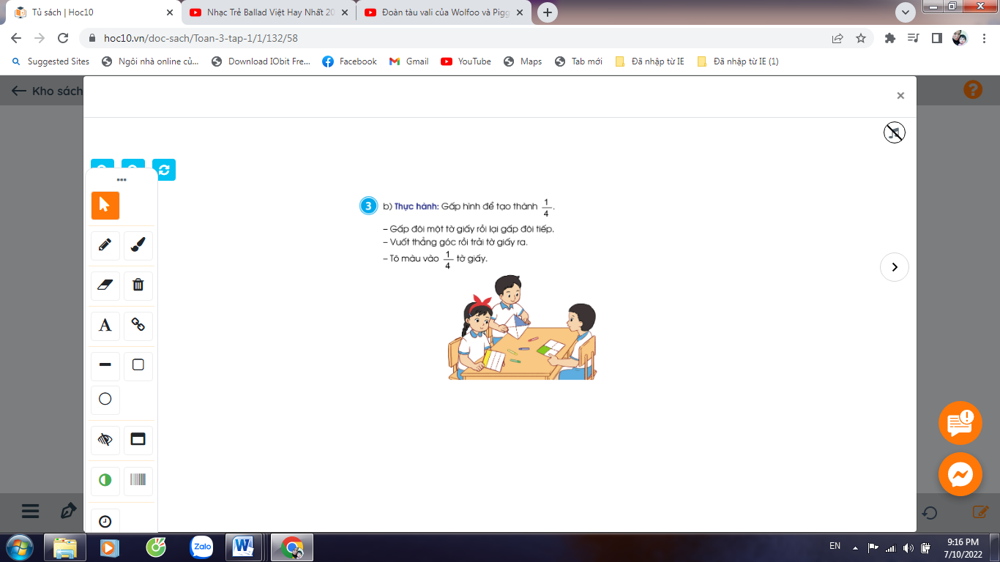 Tủ sách | Hoc10
Nhạc Trẻ Ballad Việt Hay Nhất 20
Đoàn tàu vali của Wolfoo và Pigg
hoc10.vn/doc-sach/Toan-3-tap-1/1/132/58
Suggested Sites
Ngôi nhà online củ...
Download IObit Fre...
Facebook
Gmail
YouTube
Maps
Tab mới
Đã nhập từ IE
Đã nhập từ IE (1)
Kho sách
3 b) Thực hành: Gấp hình để tạo thành 1/4.
– Gấp đôi một tờ giấy rồi lại gấp đôi tiếp.
– Vuốt thẳng góc rồi trải tờ giấy ra.
– Tô màu vào 1/4 tờ giấy.
A
Zalo
EN
9:16 PM
7/10/2022